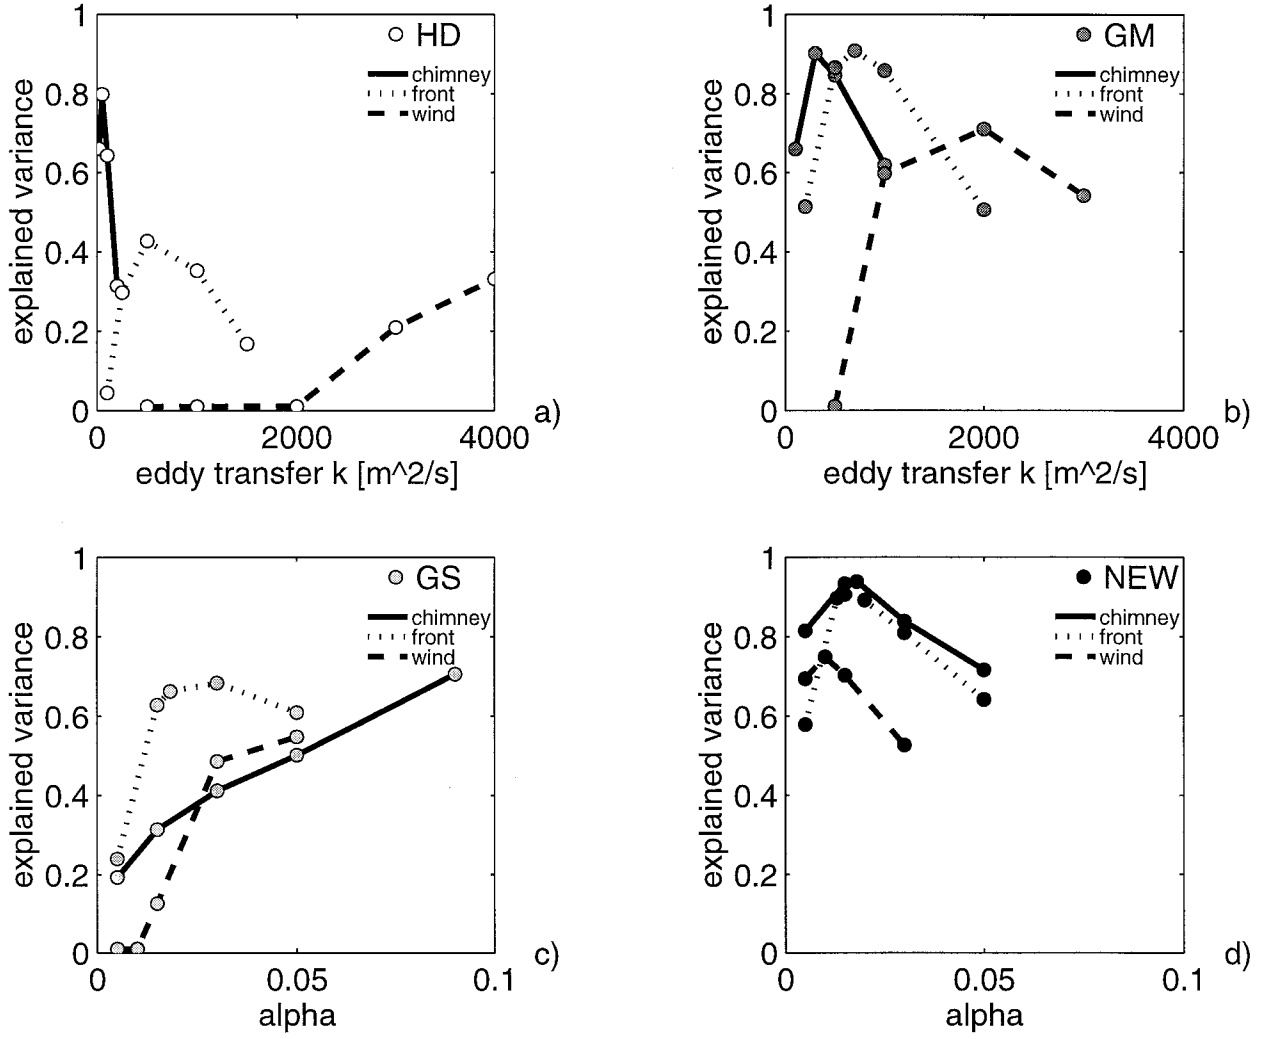 1
0.8
0.6
0.4
0.2
0
explained variance
HD
chimney
front
wind
0
2000
4000
eddy transfer k [m^2/s]
a)
1
0.8
0.6
0.4
0.2
0
explained variance
GM
chimney
front
wind
0
2000
4000
eddy transfer k [m^2/s]
b)
1
0.8
0.6
0.4
0.2
0
explained variance
GS
chimney
front
wind
0
0.05
0.1
alpha
c)
1
0.8
0.6
0.4
0.2
0
explained variance
NEW
chimney
front
wind
0
0.05
0.1
alpha
d)